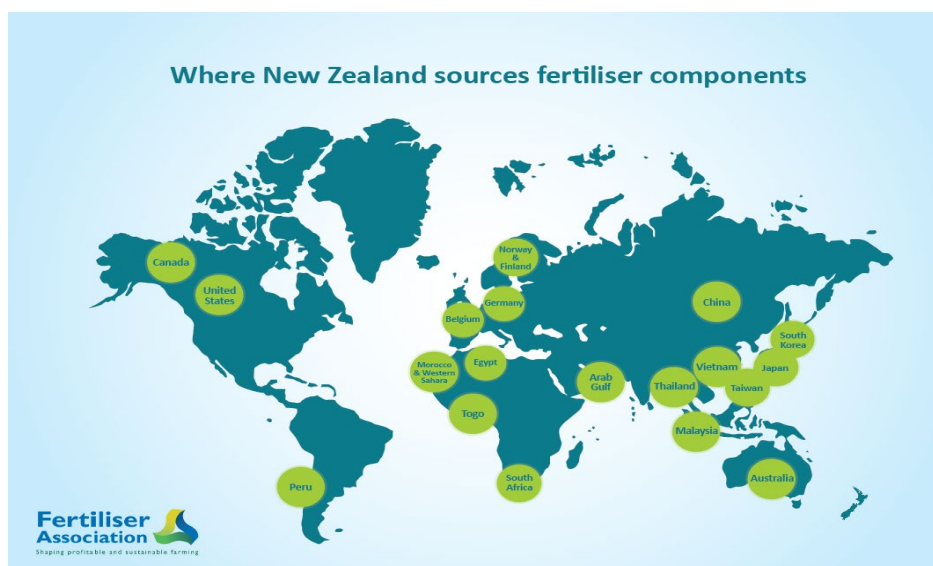 Where New Zealand sources fertiliser components
Norway
&
Finland
Canada
United
States
Germany
China
Belgium
South
Korea
Morocco
& Western
Sahara
Egypt
Arab
Gulf
Thailand
Vietnam
Japan
Taiwan
Togo
Malaysia
Peru
South
Africa
Australia
Fertiliser
Association
Shaping profitable and sustainable farming